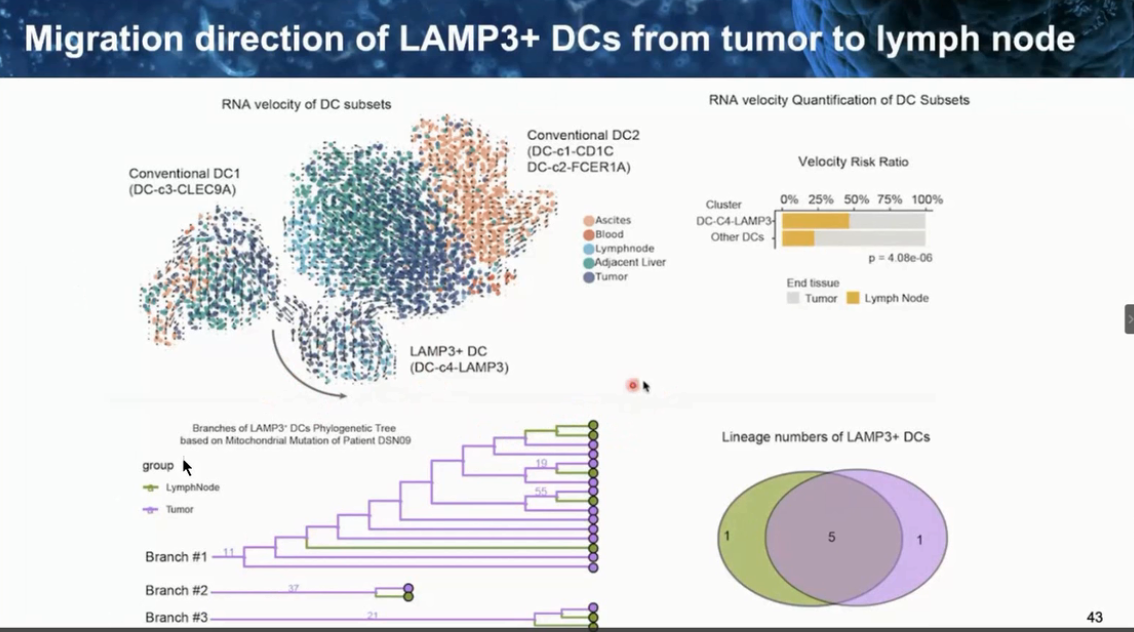 Migration direction of LAMP3+ DCs from tumor to lymph node
RNA velocity of DC subsets
Conventional DC1
(DC-c3-CLEC9A)
Conventional DC2
(DC-c1-CD1C
DC-c2-FCER1A)
Ascites
Blood
Lymphnode
Adjacent Liver
Tumor
LAMP3+ DC
(DC-c4-LAMP3)
RNA velocity Quantification of DC Subsets
Velocity Risk Ratio
Cluster
0% 25% 50% 75% 100%
DC-C4-LAMP3
Other DCs
p = 4.08e-06
End tissue
Tumor Lymph Node
Branches of LAMP3⁺ DCs Phylogenetic Tree
based on Mitochondrial Mutation of Patient DSN09
group
LymphNode
Tumor
19
55
Branch #1 11
Branch #2 37
Branch #3 21
Lineage numbers of LAMP3+ DCs
1 5 1
43